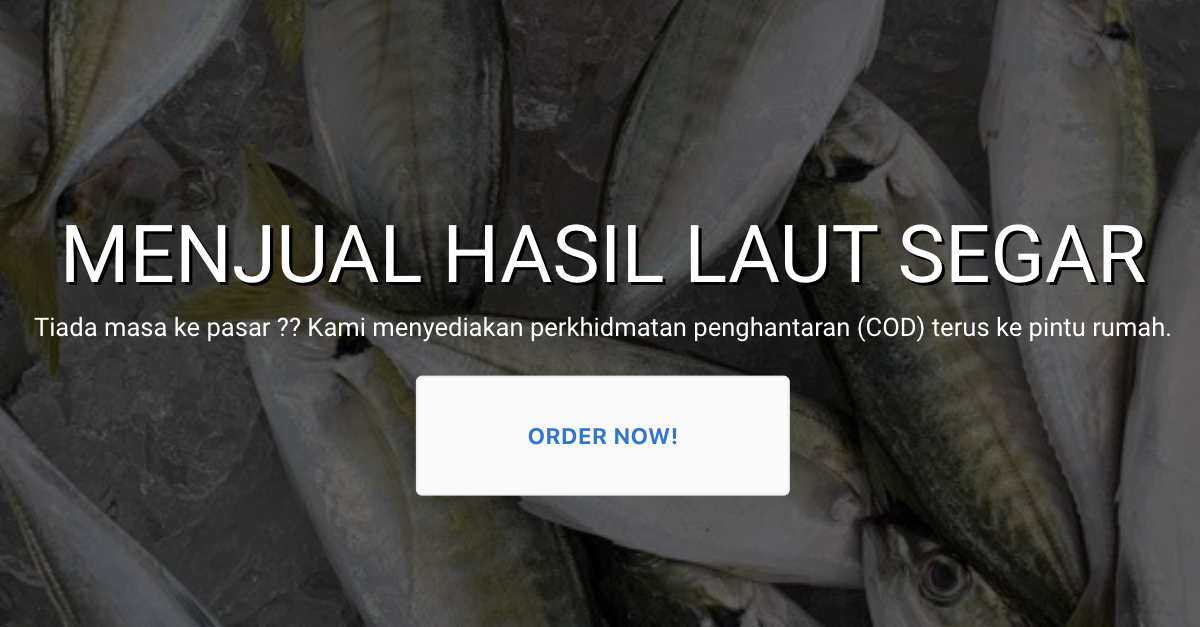 MENJUAL HASIL LAUT SEGAR
Tiada masa ke pasar ?? Kami menyediakan perkhidmatan penghantaran (COD) terus ke pintu rumah.
ORDER NOW!